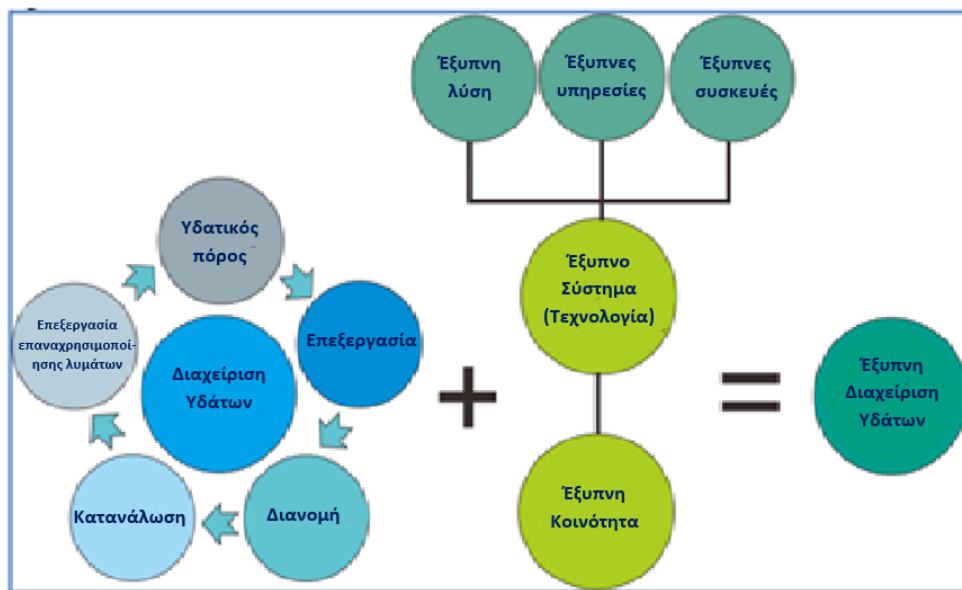 Έξυπνη
λύση
Έξυπνες
υπηρεσίες
Έξυπνες
συσκευές
Υδατικός
πόρος
Επεξεργασία
Διανομή
Κατανάλωση
Επεξεργασία
επαναχρησιμοποί-
ησης λυμάτων
Διαχείριση
Υδάτων
+
Έξυπνο
Σύστημα
(Τεχνολογία)
Έξυπνη
Κοινότητα
=
Έξυπνη
Διαχείριση
Υδάτων